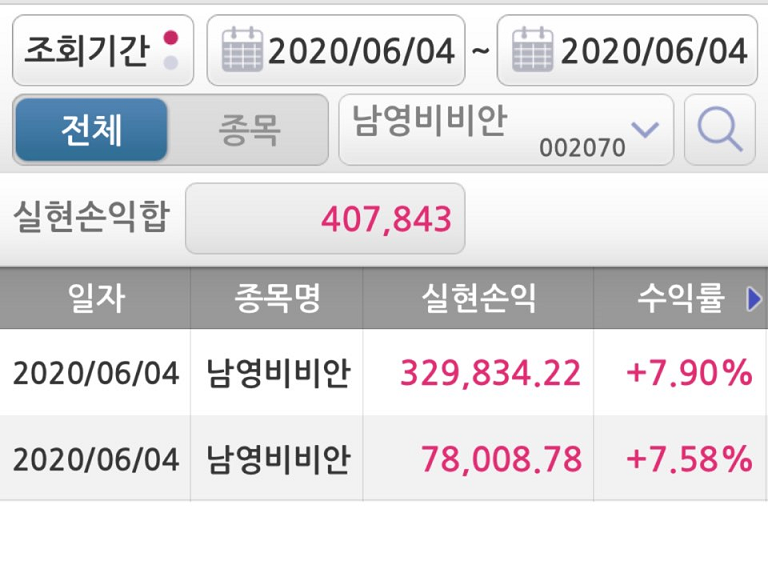 조회기간 2020/06/04 ~ 2020/06/04
전체 종목 남영비비안 002070
실현손익합 407,843
일자 종목명 실현손익 수익률
2020/06/04 남영비비안 329,834.22 +7.90%
2020/06/04 남영비비안 78,008.78 +7.58%